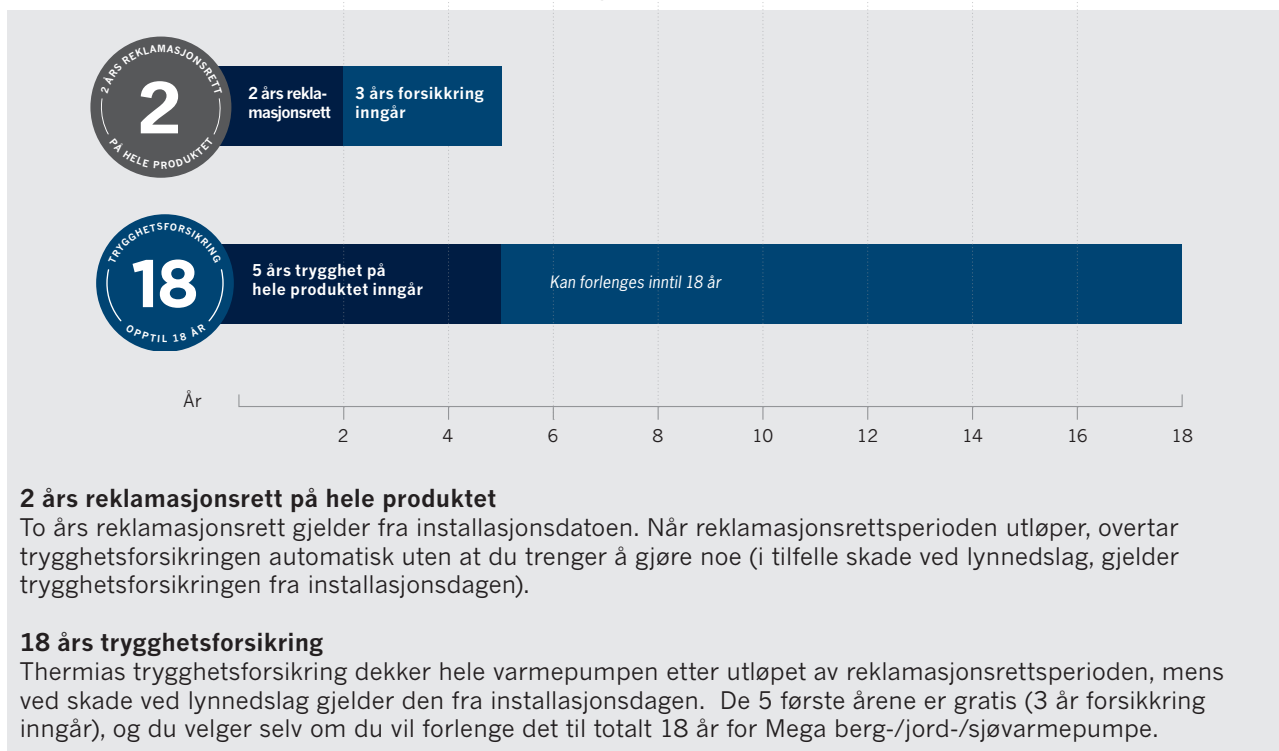 2 ÅRS REKLAMASJONSRETT
2
PÅ HELE PRODUKTET
2 års rekla-
masjonsrett
3 års forsikkring
inngår
TRYGGHETSFORSIKRING
18
OPPTIL 18 ÅR
5 års trygghet på
hele produktet inngår
Kan forlenges inntil 18 år
År
2 4 6 8 10 12 14 16 18
2 års reklamasjonsrett på hele produktet
To års reklamasjonsrett gjelder fra installasjonsdatoen. Når reklamasjonsrettsperioden utløper, overtar
trygghetsforsikringen automatisk uten at du trenger å gjøre noe (i tilfelle skade ved lynnedslag, gjelder
trygghetsforsikringen fra installasjonsdagen).
18 års trygghetsforsikring
Thermias trygghetsforsikring dekker hele varmepumpen etter utløpet av reklamasjonsrettsperioden, mens
ved skade ved lynnedslag gjelder den fra installasjonsdagen. De 5 første årene er gratis (3 år forsikkring
inngår), og du velger selv om du vil forlenge det til totalt 18 år for Mega berg-/jord-/sjøvarmepumpe.